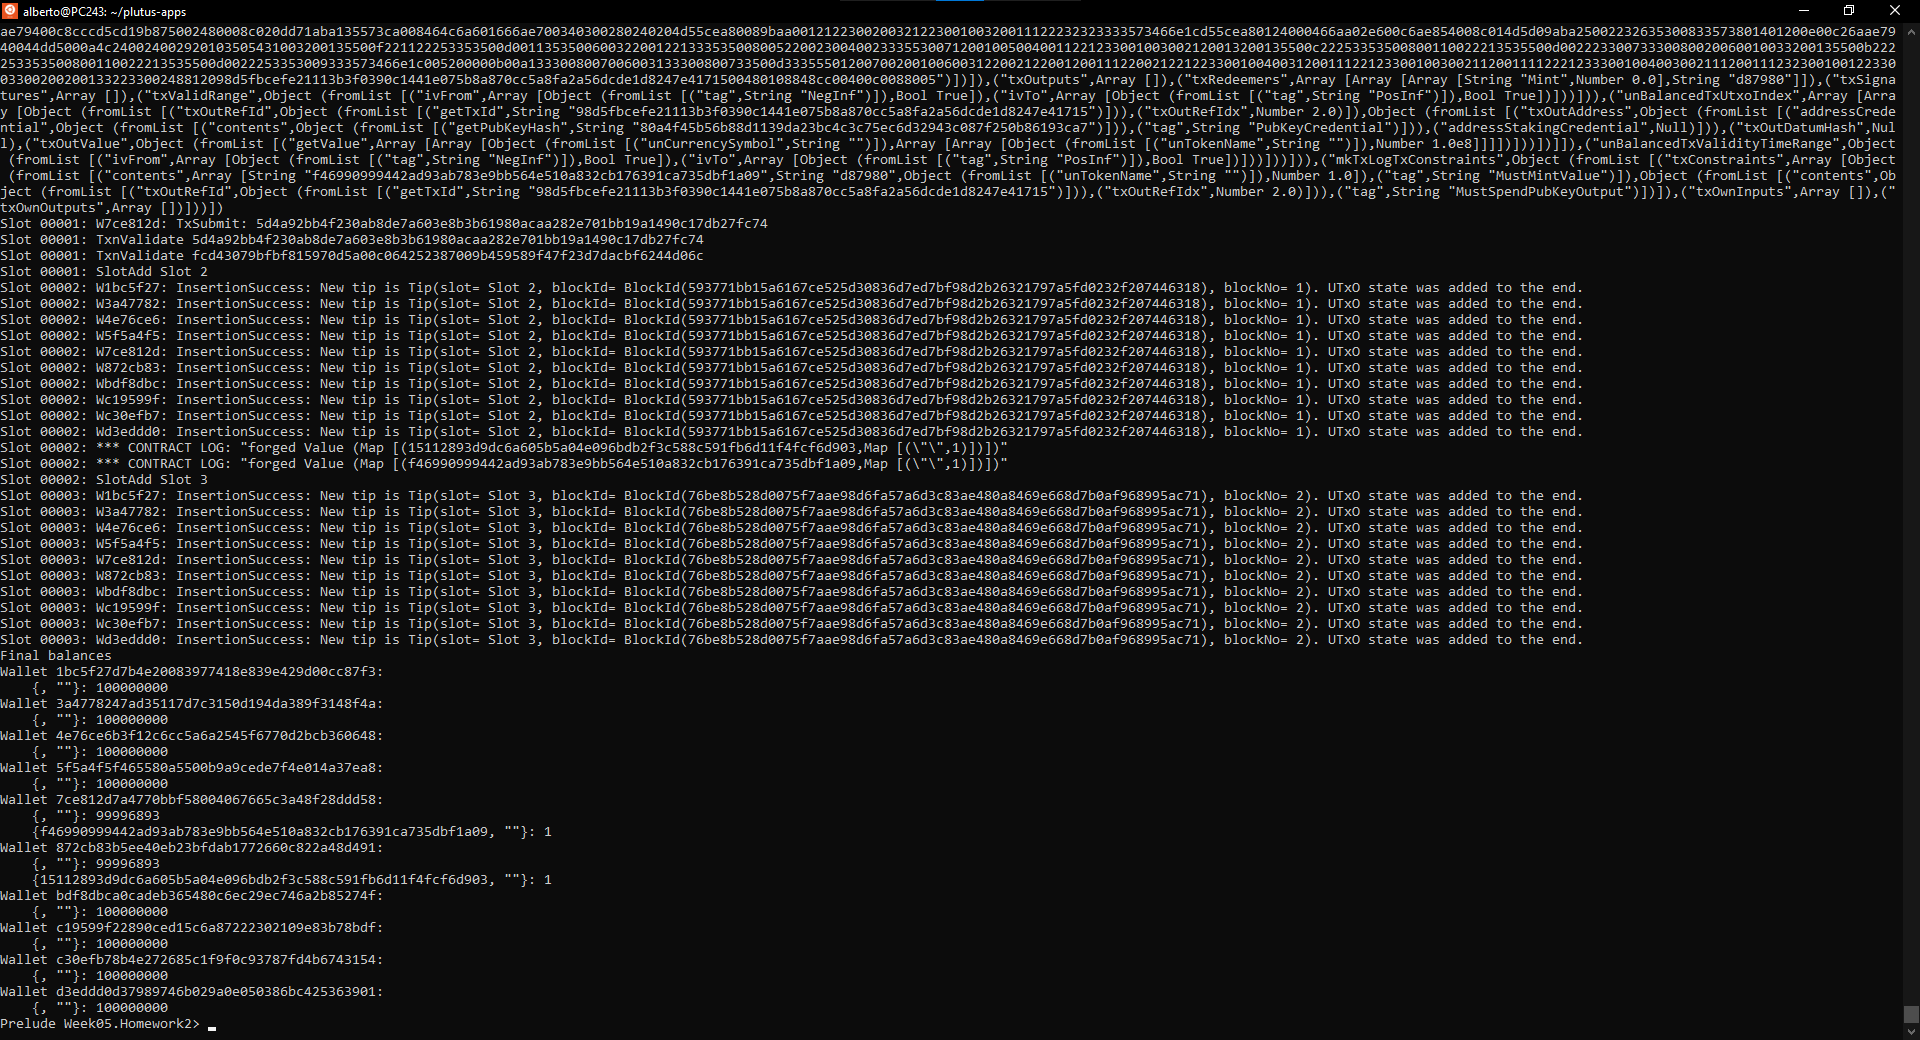 alberto@PC243: ~/plutus-apps
ures",Array []),("txValidRange",Object (fromList [("ivFrom",Array [Object (fromList [("tag",String "NegInf")]),Bool True]),("ivTo",Array [Object (fromList [("tag",String "PosInf")]),Bool True])]))])),("unBalancedTxUtxoIndex",Array [Arra
y [Object (fromList [("txOutRefId",Object (fromList [("getTxId",String "98d5fbcefe21113b3f0390c1441e075b8a870cc5a8fa2a56dcde1d8247e41715")])),("txOutRefIdx",Number 2.0)]),Object (fromList [("txOutAddress",Object (fromList [("addressCrede
ntial",Object (fromList [("contents",Object (fromList [("getPubKeyHash",String "80a4f45b56b88d1139da23bc4c3c75ec6d32943c087f250b86193ca7")])),("tag",String "PubKeyCredential")])),("addressStakingCredential",Null)])),("txOutDatumHash",Nul
l),("txOutValue",Object (fromList [("getValue",Array [Array [Object (fromList [("unCurrencySymbol",String "")]),Array [Array [Object (fromList [("unTokenName",String "")]),Number 1.0e8]]]])]))])]]),("unBalancedTxValidityTimeRange",Object
(fromList [("ivFrom",Array [Object (fromList [("tag",String "NegInf")]),Bool True]),("ivTo",Array [Object (fromList [("tag",String "PosInf")]),Bool True])]))])),("mkTxLogTxConstraints",Object (fromList [("txConstraints",Array [Object
(fromList [("contents",Array [String "f46990999442ad93ab783e9bb564e510a832cb176391ca735dbf1a09",String "d87980",Object (fromList [("unTokenName",String "")]),Number 1.0]),("tag",String "MustMintValue")]),Object (fromList [("contents",Ob
ject (fromList [("txOutRefId",Object (fromList [("getTxId",String "98d5fbcefe21113b3f0390c1441e075b8a870cc5a8fa2a56dcde1d8247e41715")])),("txOutRefIdx",Number 2.0)])),("tag",String "MustSpendPubKeyOutput")])]),("txOwnInputs",Array []),("
txOwnOutputs",Array [])]))])
Slot 00001: W7ce812d: TxSubmit: 5d4a92bb4f230ab8de7a603e8b3b61980acaa282e701bb19a1490c17db27fc74
Slot 00001: TxnValidate 5d4a92bb4f230ab8de7a603e8b3b61980acaa282e701bb19a1490c17db27fc74
Slot 00001: TxnValidate fcd43079bfbf815970d5a00c064252387009b459589f47f23d7dacbf6244d06c
Slot 00001: SlotAdd Slot 2
Slot 00002: W1bc5f27: InsertionSuccess: New tip is Tip(slot= Slot 2, blockId= BlockId(593771bb15a6167ce525d30836d7ed7bf98d2b26321797a5fd0232f207446318), blockNo= 1). UTxO state was added to the end.
Slot 00002: W3a47782: InsertionSuccess: New tip is Tip(slot= Slot 2, blockId= BlockId(593771bb15a6167ce525d30836d7ed7bf98d2b26321797a5fd0232f207446318), blockNo= 1). UTxO state was added to the end.
Slot 00002: W4e76ce6: InsertionSuccess: New tip is Tip(slot= Slot 2, blockId= BlockId(593771bb15a6167ce525d30836d7ed7bf98d2b26321797a5fd0232f207446318), blockNo= 1). UTxO state was added to the end.
Slot 00002: W5f5a4f5: InsertionSuccess: New tip is Tip(slot= Slot 2, blockId= BlockId(593771bb15a6167ce525d30836d7ed7bf98d2b26321797a5fd0232f207446318), blockNo= 1). UTxO state was added to the end.
Slot 00002: W7ce812d: InsertionSuccess: New tip is Tip(slot= Slot 2, blockId= BlockId(593771bb15a6167ce525d30836d7ed7bf98d2b26321797a5fd0232f207446318), blockNo= 1). UTxO state was added to the end.
Slot 00002: W872cb83: InsertionSuccess: New tip is Tip(slot= Slot 2, blockId= BlockId(593771bb15a6167ce525d30836d7ed7bf98d2b26321797a5fd0232f207446318), blockNo= 1). UTxO state was added to the end.
Slot 00002: Wbdf8dbc: InsertionSuccess: New tip is Tip(slot= Slot 2, blockId= BlockId(593771bb15a6167ce525d30836d7ed7bf98d2b26321797a5fd0232f207446318), blockNo= 1). UTxO state was added to the end.
Slot 00002: Wc19599f: InsertionSuccess: New tip is Tip(slot= Slot 2, blockId= BlockId(593771bb15a6167ce525d30836d7ed7bf98d2b26321797a5fd0232f207446318), blockNo= 1). UTxO state was added to the end.
Slot 00002: Wc30efb7: InsertionSuccess: New tip is Tip(slot= Slot 2, blockId= BlockId(593771bb15a6167ce525d30836d7ed7bf98d2b26321797a5fd0232f207446318), blockNo= 1). UTxO state was added to the end.
Slot 00002: Wd3eddd0: InsertionSuccess: New tip is Tip(slot= Slot 2, blockId= BlockId(593771bb15a6167ce525d30836d7ed7bf98d2b26321797a5fd0232f207446318), blockNo= 1). UTxO state was added to the end.
Slot 00002: *** CONTRACT LOG: "forged Value (Map [(15112893d9dc6a605b5a04e096bdb2f3c588c591fb6d11f4fcf6d903,Map [(\"\",1)])])"
Slot 00002: *** CONTRACT LOG: "forged Value (Map [(f46990999442ad93ab783e9bb564e510a832cb176391ca735dbf1a09,Map [(\"\",1)])])"
Slot 00002: SlotAdd Slot 3
Slot 00003: W1bc5f27: InsertionSuccess: New tip is Tip(slot= Slot 3, blockId= BlockId(76be8b528d0075f7aae98d6fa57a6d3c83ae480a8469e668d7b0af968995ac71), blockNo= 2). UTxO state was added to the end.
Slot 00003: W3a47782: InsertionSuccess: New tip is Tip(slot= Slot 3, blockId= BlockId(76be8b528d0075f7aae98d6fa57a6d3c83ae480a8469e668d7b0af968995ac71), blockNo= 2). UTxO state was added to the end.
Slot 00003: W4e76ce6: InsertionSuccess: New tip is Tip(slot= Slot 3, blockId= BlockId(76be8b528d0075f7aae98d6fa57a6d3c83ae480a8469e668d7b0af968995ac71), blockNo= 2). UTxO state was added to the end.
Slot 00003: W5f5a4f5: InsertionSuccess: New tip is Tip(slot= Slot 3, blockId= BlockId(76be8b528d0075f7aae98d6fa57a6d3c83ae480a8469e668d7b0af968995ac71), blockNo= 2). UTxO state was added to the end.
Slot 00003: W7ce812d: InsertionSuccess: New tip is Tip(slot= Slot 3, blockId= BlockId(76be8b528d0075f7aae98d6fa57a6d3c83ae480a8469e668d7b0af968995ac71), blockNo= 2). UTxO state was added to the end.
Slot 00003: W872cb83: InsertionSuccess: New tip is Tip(slot= Slot 3, blockId= BlockId(76be8b528d0075f7aae98d6fa57a6d3c83ae480a8469e668d7b0af968995ac71), blockNo= 2). UTxO state was added to the end.
Slot 00003: Wbdf8dbc: InsertionSuccess: New tip is Tip(slot= Slot 3, blockId= BlockId(76be8b528d0075f7aae98d6fa57a6d3c83ae480a8469e668d7b0af968995ac71), blockNo= 2). UTxO state was added to the end.
Slot 00003: Wc19599f: InsertionSuccess: New tip is Tip(slot= Slot 3, blockId= BlockId(76be8b528d0075f7aae98d6fa57a6d3c83ae480a8469e668d7b0af968995ac71), blockNo= 2). UTxO state was added to the end.
Slot 00003: Wc30efb7: InsertionSuccess: New tip is Tip(slot= Slot 3, blockId= BlockId(76be8b528d0075f7aae98d6fa57a6d3c83ae480a8469e668d7b0af968995ac71), blockNo= 2). UTxO state was added to the end.
Slot 00003: Wd3eddd0: InsertionSuccess: New tip is Tip(slot= Slot 3, blockId= BlockId(76be8b528d0075f7aae98d6fa57a6d3c83ae480a8469e668d7b0af968995ac71), blockNo= 2). UTxO state was added to the end.
Final balances
Wallet 1bc5f27d7b4e20083977418e839e429d00cc87f3:
{, ""}: 100000000
Wallet 3a4778247ad35117d7c3150d194da389f3148f4a:
{, ""}: 100000000
Wallet 4e76ce6b3f12c6cc5a6a2545f6770d2bcb360648:
{, ""}: 100000000
Wallet 5f5a4f5f465580a5500b9a9cede7f4e014a37ea8:
{, ""}: 100000000
Wallet 7ce812d7a4770bbf58004067665c3a48f28ddd58:
{, ""}: 99996893
{f46990999442ad93ab783e9bb564e510a832cb176391ca735dbf1a09, ""}: 1
Wallet 872cb83b5ee40eb23bfdab1772660c822a48d491:
{, ""}: 99996893
{15112893d9dc6a605b5a04e096bdb2f3c588c591fb6d11f4fcf6d903, ""}: 1
Wallet bdf8dbca0cadeb365480c6ec29ec746a2b85274f:
{, ""}: 100000000
Wallet c19599f22890ced15c6a87222302109e83b78bdf:
{, ""}: 100000000
Wallet c30efb78b4e272685c1f9f0c93787fd4b6743154:
{, ""}: 100000000
Wallet d3eddd0d37989746b029a0e050386bc425363901:
{, ""}: 100000000
Prelude Week05.Homework2>